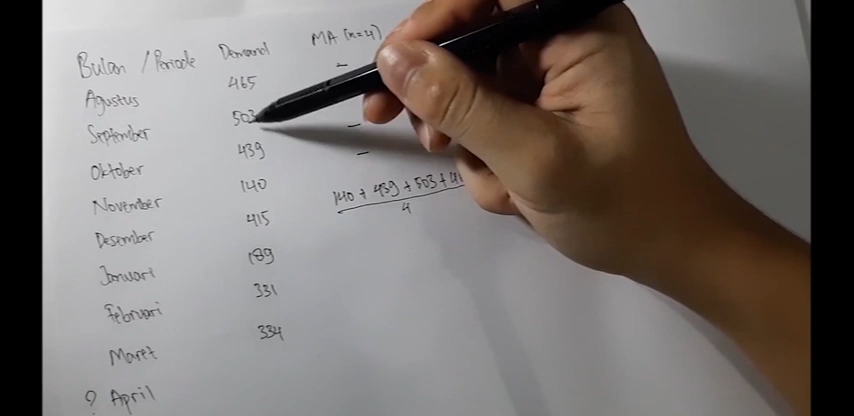 Bulan / Periode Demand MA (n=4)
Agustus 465 -
September 503
Oktober 439 -
November 140 -
Desember 415 140 + 439 + 503 + 4
4
Januari 189
Februari 331
Maret 334
? April